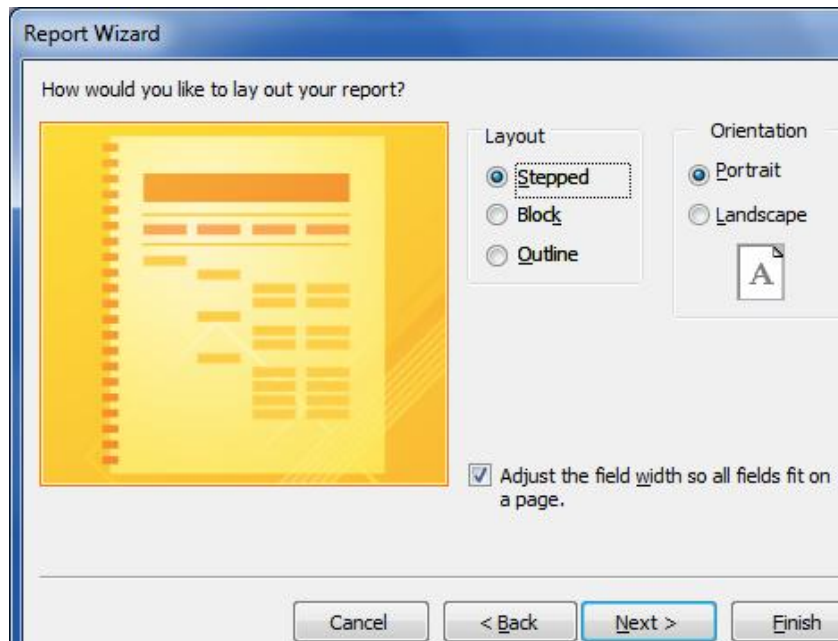 Report Wizard
How would you like to lay out your report?
Layout
Stepped
Block
Outline
Orientation
Portrait
Landscape
A
Adjust the field width so all fields fit on
a page.
Cancel
< Back
Next >
Finish